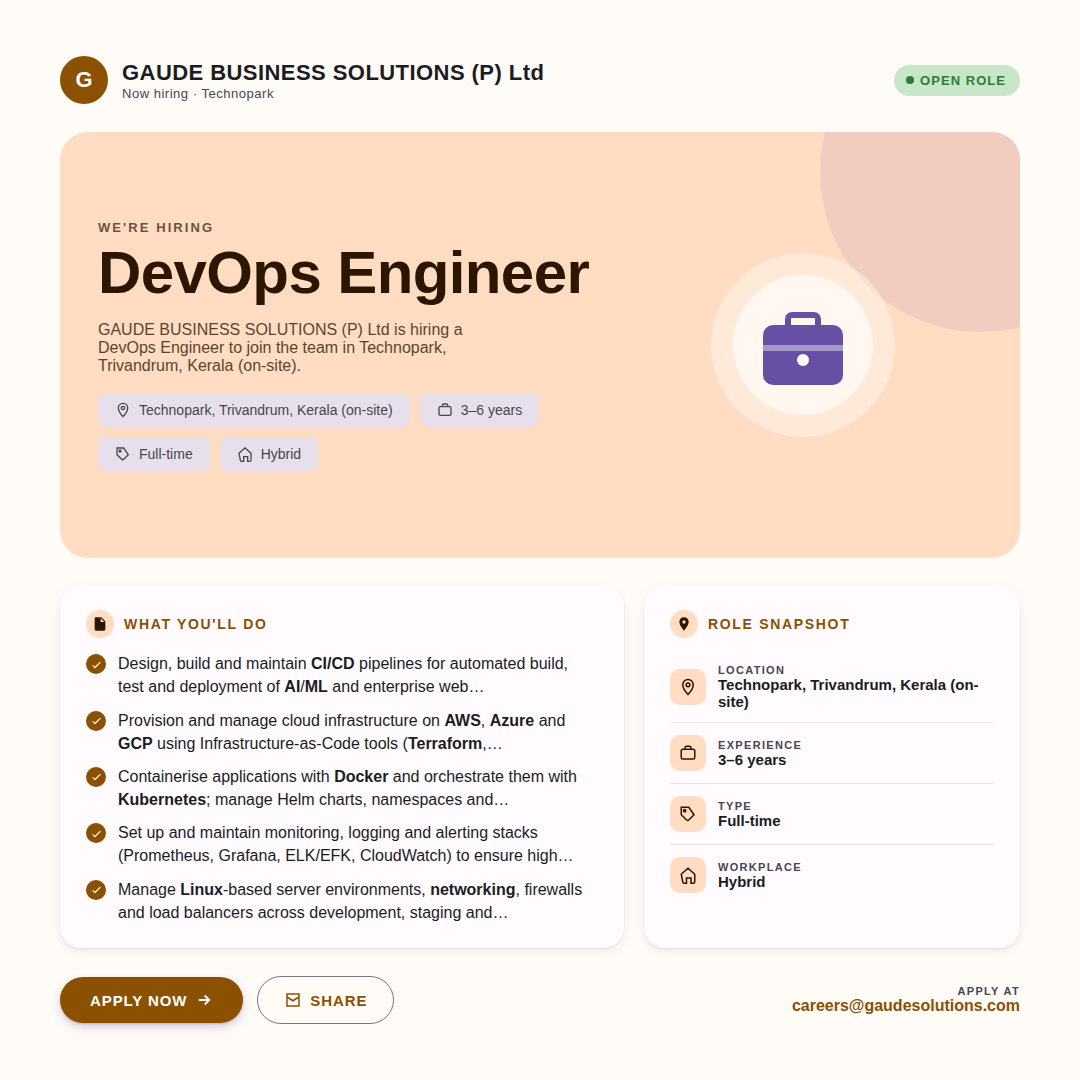 G
GAUDE BUSINESS SOLUTIONS (P) Ltd
Now hiring · Technopark
OPEN ROLE
WE'RE HIRING
DevOps Engineer
GAUDE BUSINESS SOLUTIONS (P) Ltd is hiring a
DevOps Engineer to join the team in Technopark,
Trivandrum, Kerala (on-site).
Technopark, Trivandrum, Kerala (on-site)
3–6 years
Full-time
Hybrid
WHAT YOU'LL DO
Design, build and maintain CI/CD pipelines for automated build,
test and deployment of AI/ML and enterprise web…
Provision and manage cloud infrastructure on AWS, Azure and
GCP using Infrastructure-as-Code tools (Terraform,…
Containerise applications with Docker and orchestrate them with
Kubernetes; manage Helm charts, namespaces and…
Set up and maintain monitoring, logging and alerting stacks
(Prometheus, Grafana, ELK/EFK, CloudWatch) to ensure high…
Manage Linux-based server environments, networking, firewalls
and load balancers across development, staging and…
ROLE SNAPSHOT
LOCATION
Technopark, Trivandrum, Kerala (on-
site)
EXPERIENCE
3–6 years
TYPE
Full-time
WORKPLACE
Hybrid
APPLY NOW
SHARE
APPLY AT
careers@gaudesolutions.com